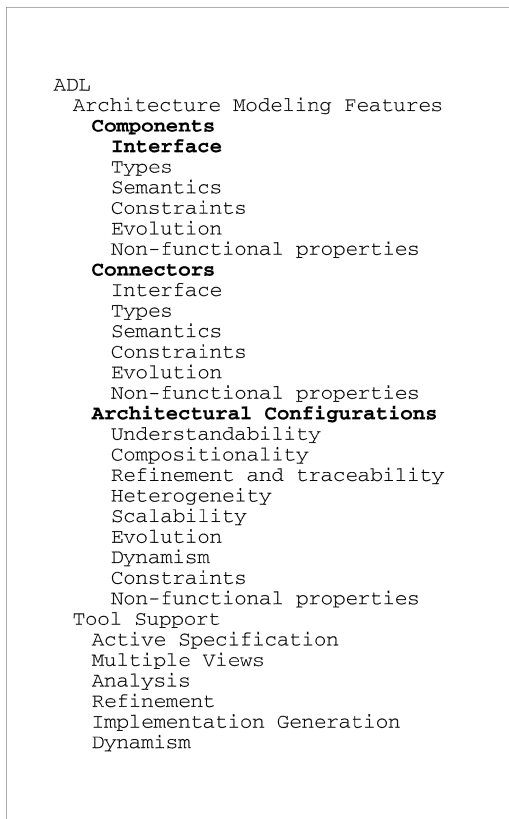 ADL
Architecture Modeling Features
Components
Interface
Types
Semantics
Constraints
Evolution
Non-functional properties
Connectors
Interface
Types
Semantics
Constraints
Evolution
Non-functional properties
Architectural Configurations
Understandability
Compositionality
Refinement and traceability
Heterogeneity
Scalability
Evolution
Dynamism
Constraints
Non-functional properties
Tool Support
Active Specification
Multiple Views
Analysis
Refinement
Implementation Generation
Dynamism